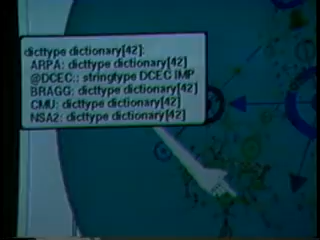 dicttype dictionary[42]:
ARPA: dicttype dictionary[42]
@DCEC:: stringtype DCEC IMP
BRAGG: dicttype dictionary[42]
CMU: dicttype dictionary[42]
NSA2: dicttype dictionary[42]